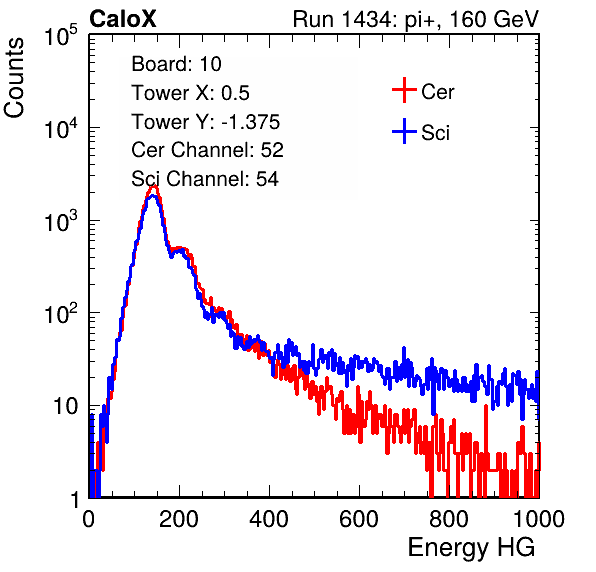 CaloX Run 1434: pi+, 160 GeV
Counts
Board: 10
Tower X: 0.5
Tower Y: -1.375
Cer Channel: 52
Sci Channel: 54
Cer
Sci
10^5
10^4
10^3
10^2
10
1
0 200 400 600 800 1000
Energy HG